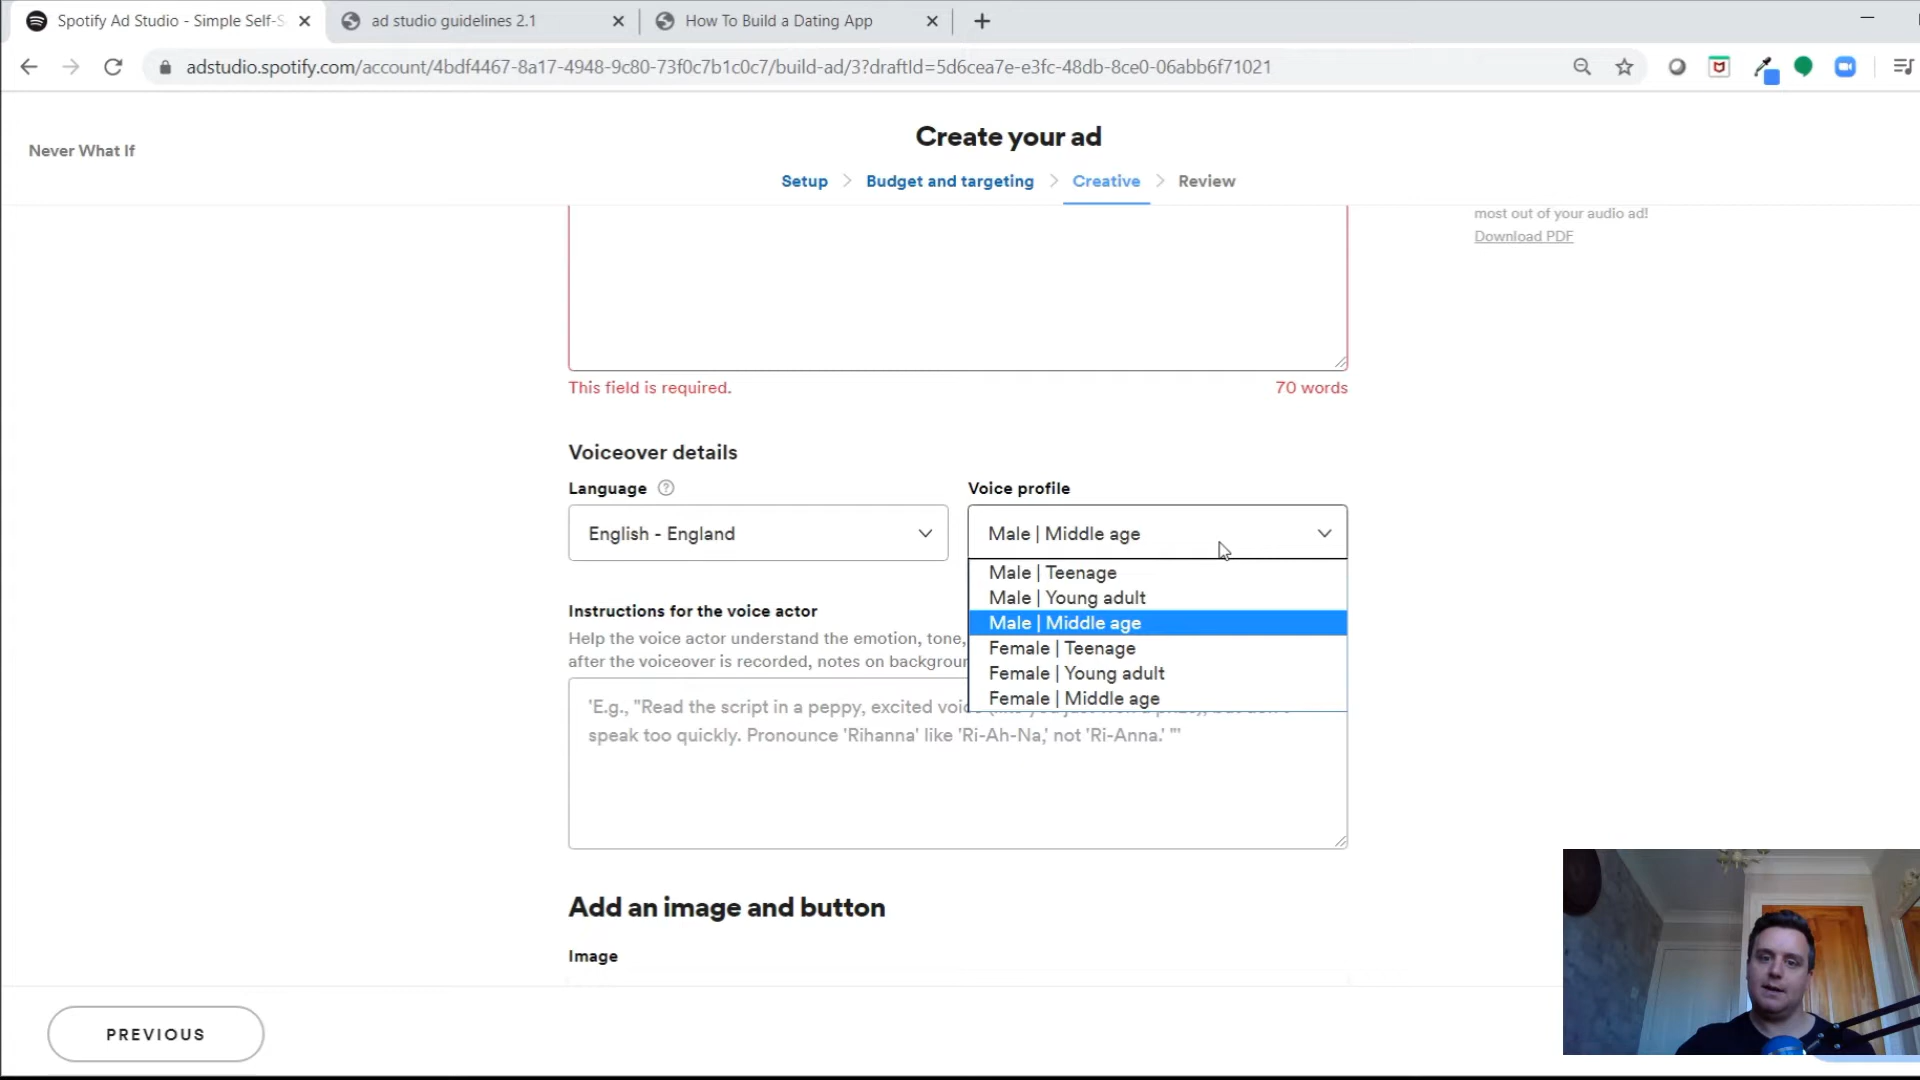 Spotify Ad Studio - Simple Self-S
ad studio guidelines 2.1
How To Build a Dating App
adstudio.spotify.com/account/4bdf4467-8a17-4948-9c80-73f0c7b1c0c7/build-ad/3?draftId=5d6cea7e-e3fc-48db-8ce0-06abb6f71021
Never What If
Create your ad
Setup > Budget and targeting > Creative > Review
most out of your audio ad!
Download PDF
This field is required.
70 words
Voiceover details
Language ?
Voice profile
English - England
Male | Middle age
Male | Teenage
Male | Young adult
Male | Middle age
Female | Teenage
Female | Young adult
Female | Middle age
Instructions for the voice actor
Help the voice actor understand the emotion, tone,
after the voiceover is recorded, notes on backgroun
'E.g., "Read the script in a peppy, excited voic
speak too quickly. Pronounce 'Rihanna' like 'Ri-Ah-Na,' not 'Ri-Anna.' "'
Add an image and button
Image
PREVIOUS